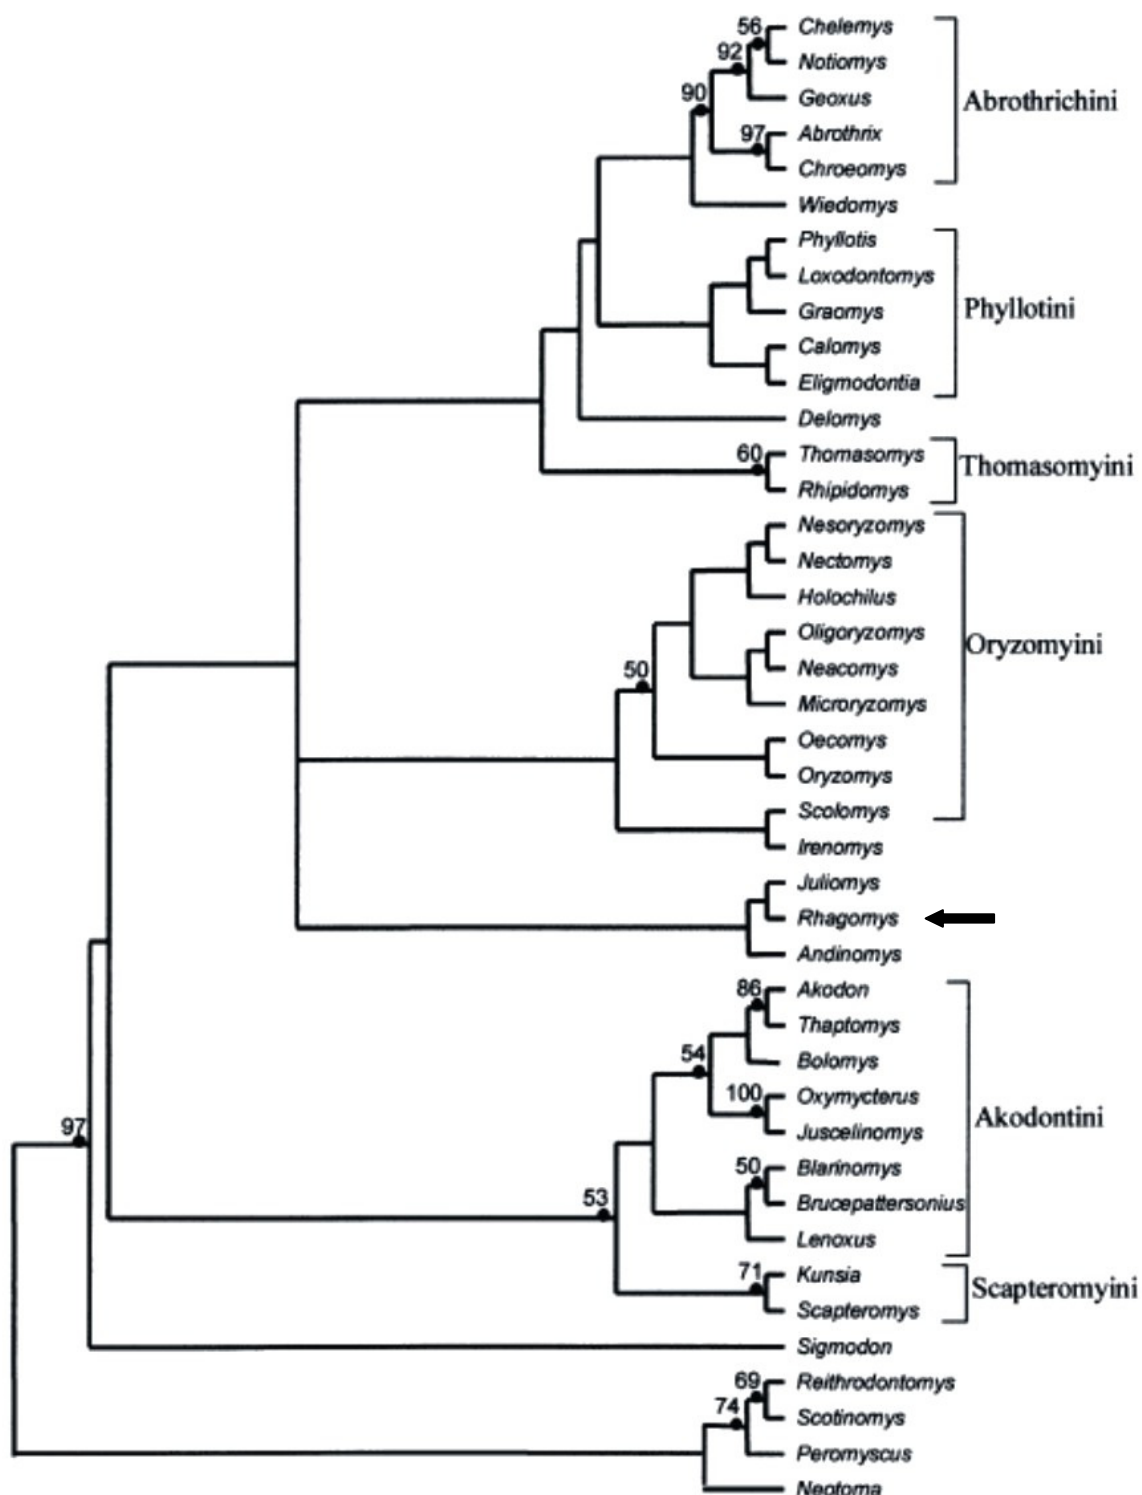 56
Chelemys
92
Notiomys
90
Geoxus
Abrothrichini
97
Abrothrix
Chroeomys
Wiedomys
Phyllotis
Loxodontomys
Graomys
Phyllotini
Calomys
Eligmodontia
Delomys
60
Thomasomys
Thomasomyini
Rhipidomys
Nesoryzomys
Nectomys
Holochilus
Oligoryzomys
Oryzomyini
Neacomys
50
Microryzomys
Oecomys
Oryzomys
Scolomys
Irenomys
Juliomys
Rhagomys
Andinomys
86
Akodon
Thaptomys
54
Bolomys
100
Oxymycterus
Akodontini
97
Juscelinomys
50
Blarinomys
53
Brucepattersonius
Lenoxus
71
Kunsia
Scapteromyini
Scapteromys
Sigmodon
69
Reithrodontomys
74
Scotinomys
Peromyscus
Neotoma